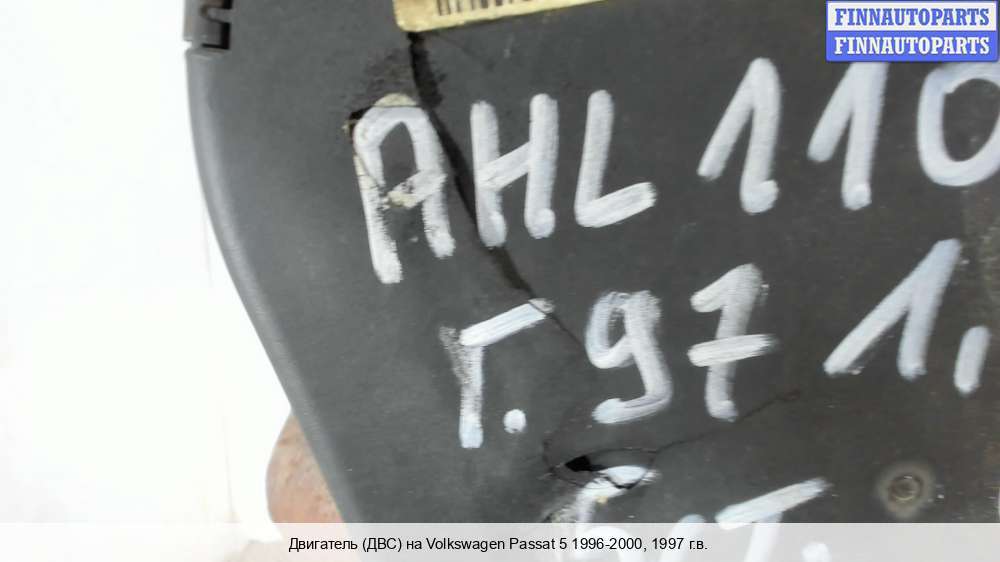 FINNAUTOPARTS
FINNAUTOPARTS
AHL 110
Г. 97 1.
Двигатель (ДВС) на Volkswagen Passat 5 1996-2000, 1997 г.в.